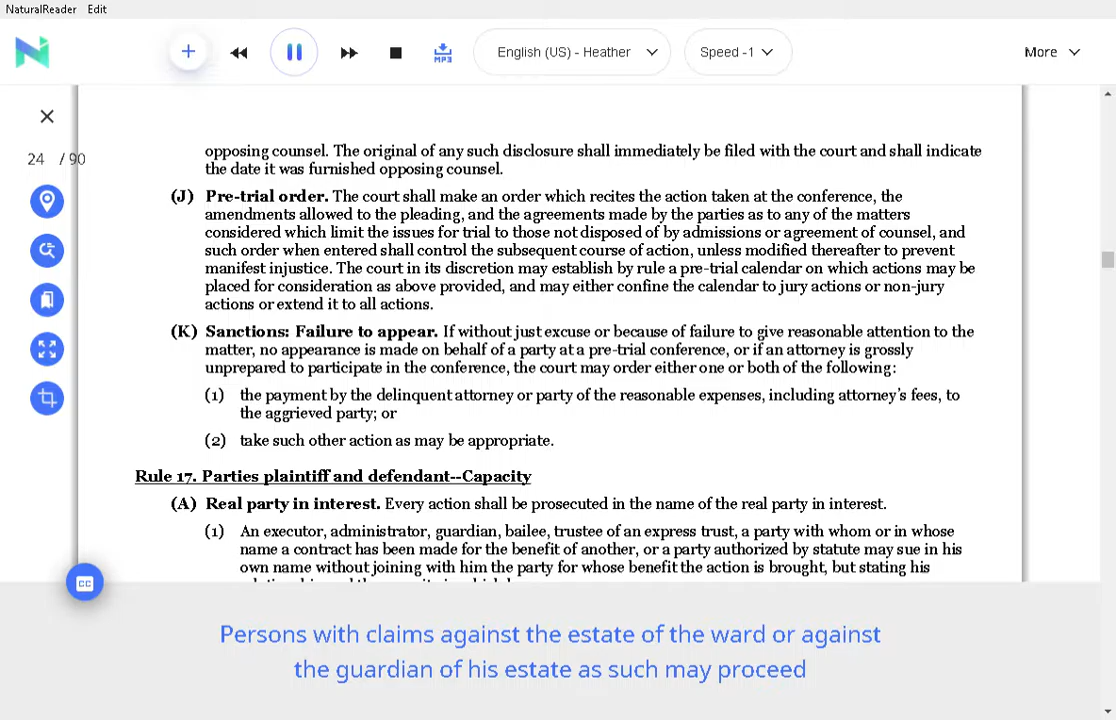 NaturalReader Edit
MP3
English (US) - Heather
Speed -1
More
24 / 90
opposing counsel. The original of any such disclosure shall immediately be filed with the court and shall indicate
the date it was furnished opposing counsel.
(J) Pre-trial order. The court shall make an order which recites the action taken at the conference, the
amendments allowed to the pleading, and the agreements made by the parties as to any of the matters
considered which limit the issues for trial to those not disposed of by admissions or agreement of counsel, and
such order when entered shall control the subsequent course of action, unless modified thereafter to prevent
manifest injustice. The court in its discretion may establish by rule a pre-trial calendar on which actions may be
placed for consideration as above provided, and may either confine the calendar to jury actions or non-jury
actions or extend it to all actions.
(K) Sanctions: Failure to appear. If without just excuse or because of failure to give reasonable attention to the
matter, no appearance is made on behalf of a party at a pre-trial conference, or if an attorney is grossly
unprepared to participate in the conference, the court may order either one or both of the following:
(1) the payment by the delinquent attorney or party of the reasonable expenses, including attorney's fees, to
the aggrieved party; or
(2) take such other action as may be appropriate.
Rule 17. Parties plaintiff and defendant--Capacity
(A) Real party in interest. Every action shall be prosecuted in the name of the real party in interest.
(1) An executor, administrator, guardian, bailee, trustee of an express trust, a party with whom or in whose
name a contract has been made for the benefit of another, or a party authorized by statute may sue in his
own name without joining with him the party for whose benefit the action is brought, but stating his
CC
Persons with claims against the estate of the ward or against
the guardian of his estate as such may proceed